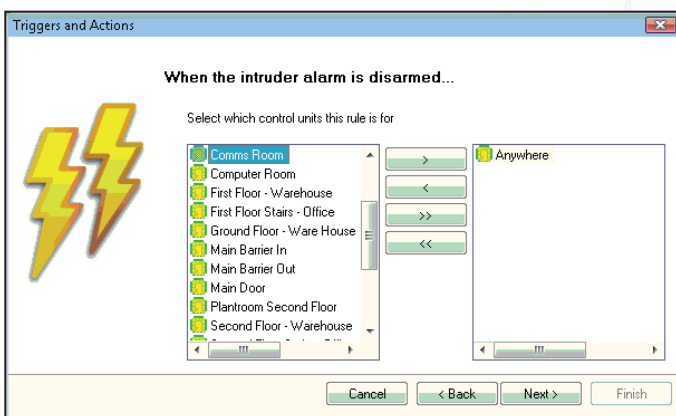 Triggers and Actions
When the intruder alarm is disarmed...
Select which control units this rule is for
Comms Room
Computer Room
First Floor - Warehouse
First Floor Stairs - Office
Ground Floor - Ware House
Main Barrier In
Main Barrier Out
Main Door
Plantroom Second Floor
Second Floor - Warehouse
>
<
>>
<<
Anywhere
Cancel
< Back
Next >
Finish